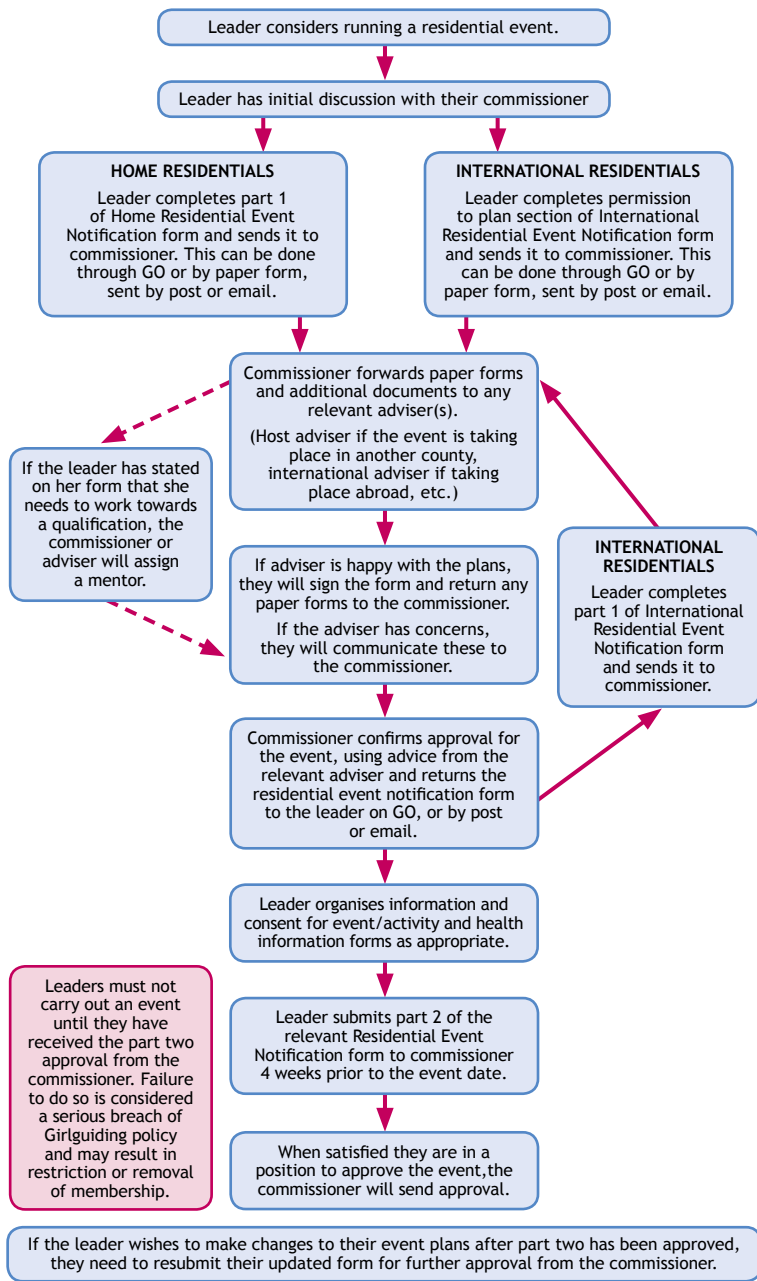 Leader considers running a residential event.
Leader has initial discussion with their commissioner
HOME RESIDENTIALS
Leader completes part 1
of Home Residential Event
Notification form and sends it to
commissioner. This can be done
through GO or by paper form,
sent by post or email.
INTERNATIONAL RESIDENTIALS
Leader completes permission
to plan section of International
Residential Event Notification form
and sends it to commissioner. This
can be done through GO or by
paper form, sent by post or email.
Commissioner forwards paper forms
and additional documents to any
relevant adviser(s).
(Host adviser if the event is taking
place in another county,
international adviser if taking
place abroad, etc.)
If the leader has stated
on her form that she
needs to work towards
a qualification, the
commissioner or
adviser will assign
a mentor.
If adviser is happy with the plans,
they will sign the form and return any
paper forms to the commissioner.
If the adviser has concerns,
they will communicate these to
the commissioner.
INTERNATIONAL
RESIDENTIALS
Leader completes
part 1 of International
Residential Event
Notification form
and sends it to
commissioner.
Commissioner confirms approval for
the event, using advice from the
relevant adviser and returns the
residential event notification form
to the leader on GO, or by post
or email.
Leader organises information and
consent for event/activity and health
information forms as appropriate.
Leaders must not
carry out an event
until they have
received the part two
approval from the
commissioner. Failure
to do so is considered
a serious breach of
Girlguiding policy
and may result in
restriction or removal
of membership.
Leader submits part 2 of the
relevant Residential Event
Notification form to commissioner
4 weeks prior to the event date.
When satisfied they are in a
position to approve the event,the
commissioner will send approval.
If the leader wishes to make changes to their event plans after part two has been approved,
they need to resubmit their updated form for further approval from the commissioner.